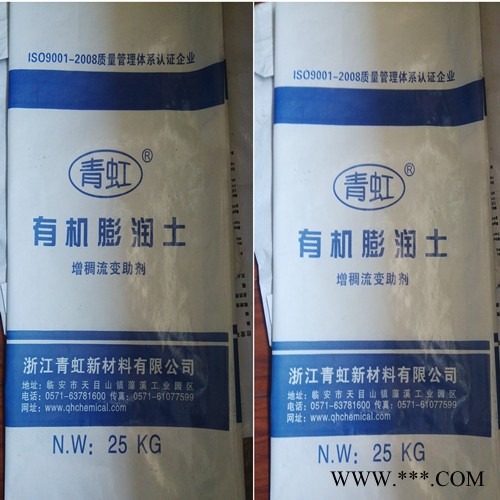 ISO9001-2008质量管理体系认证企业
青虹®
有机膨润土
增稠流变助剂
浙江青虹新材料有限公司
地址：临安市天目山镇藻溪工业园区
电话：0571-63781600 传真：0571-61077599
网址：www.qhchemical.com
N.W：25 KG
ISO9001-2008质量管理体系认证企业
青虹®
有机膨润土
增稠流变助剂
浙江青虹新材料有限公司
地址：临安市天目山镇藻溪工业园区
电话：0571-63781600 传真：0571-61077599
网址：www.qhchemical.com
N.W：25 KG
WWW.***.COM